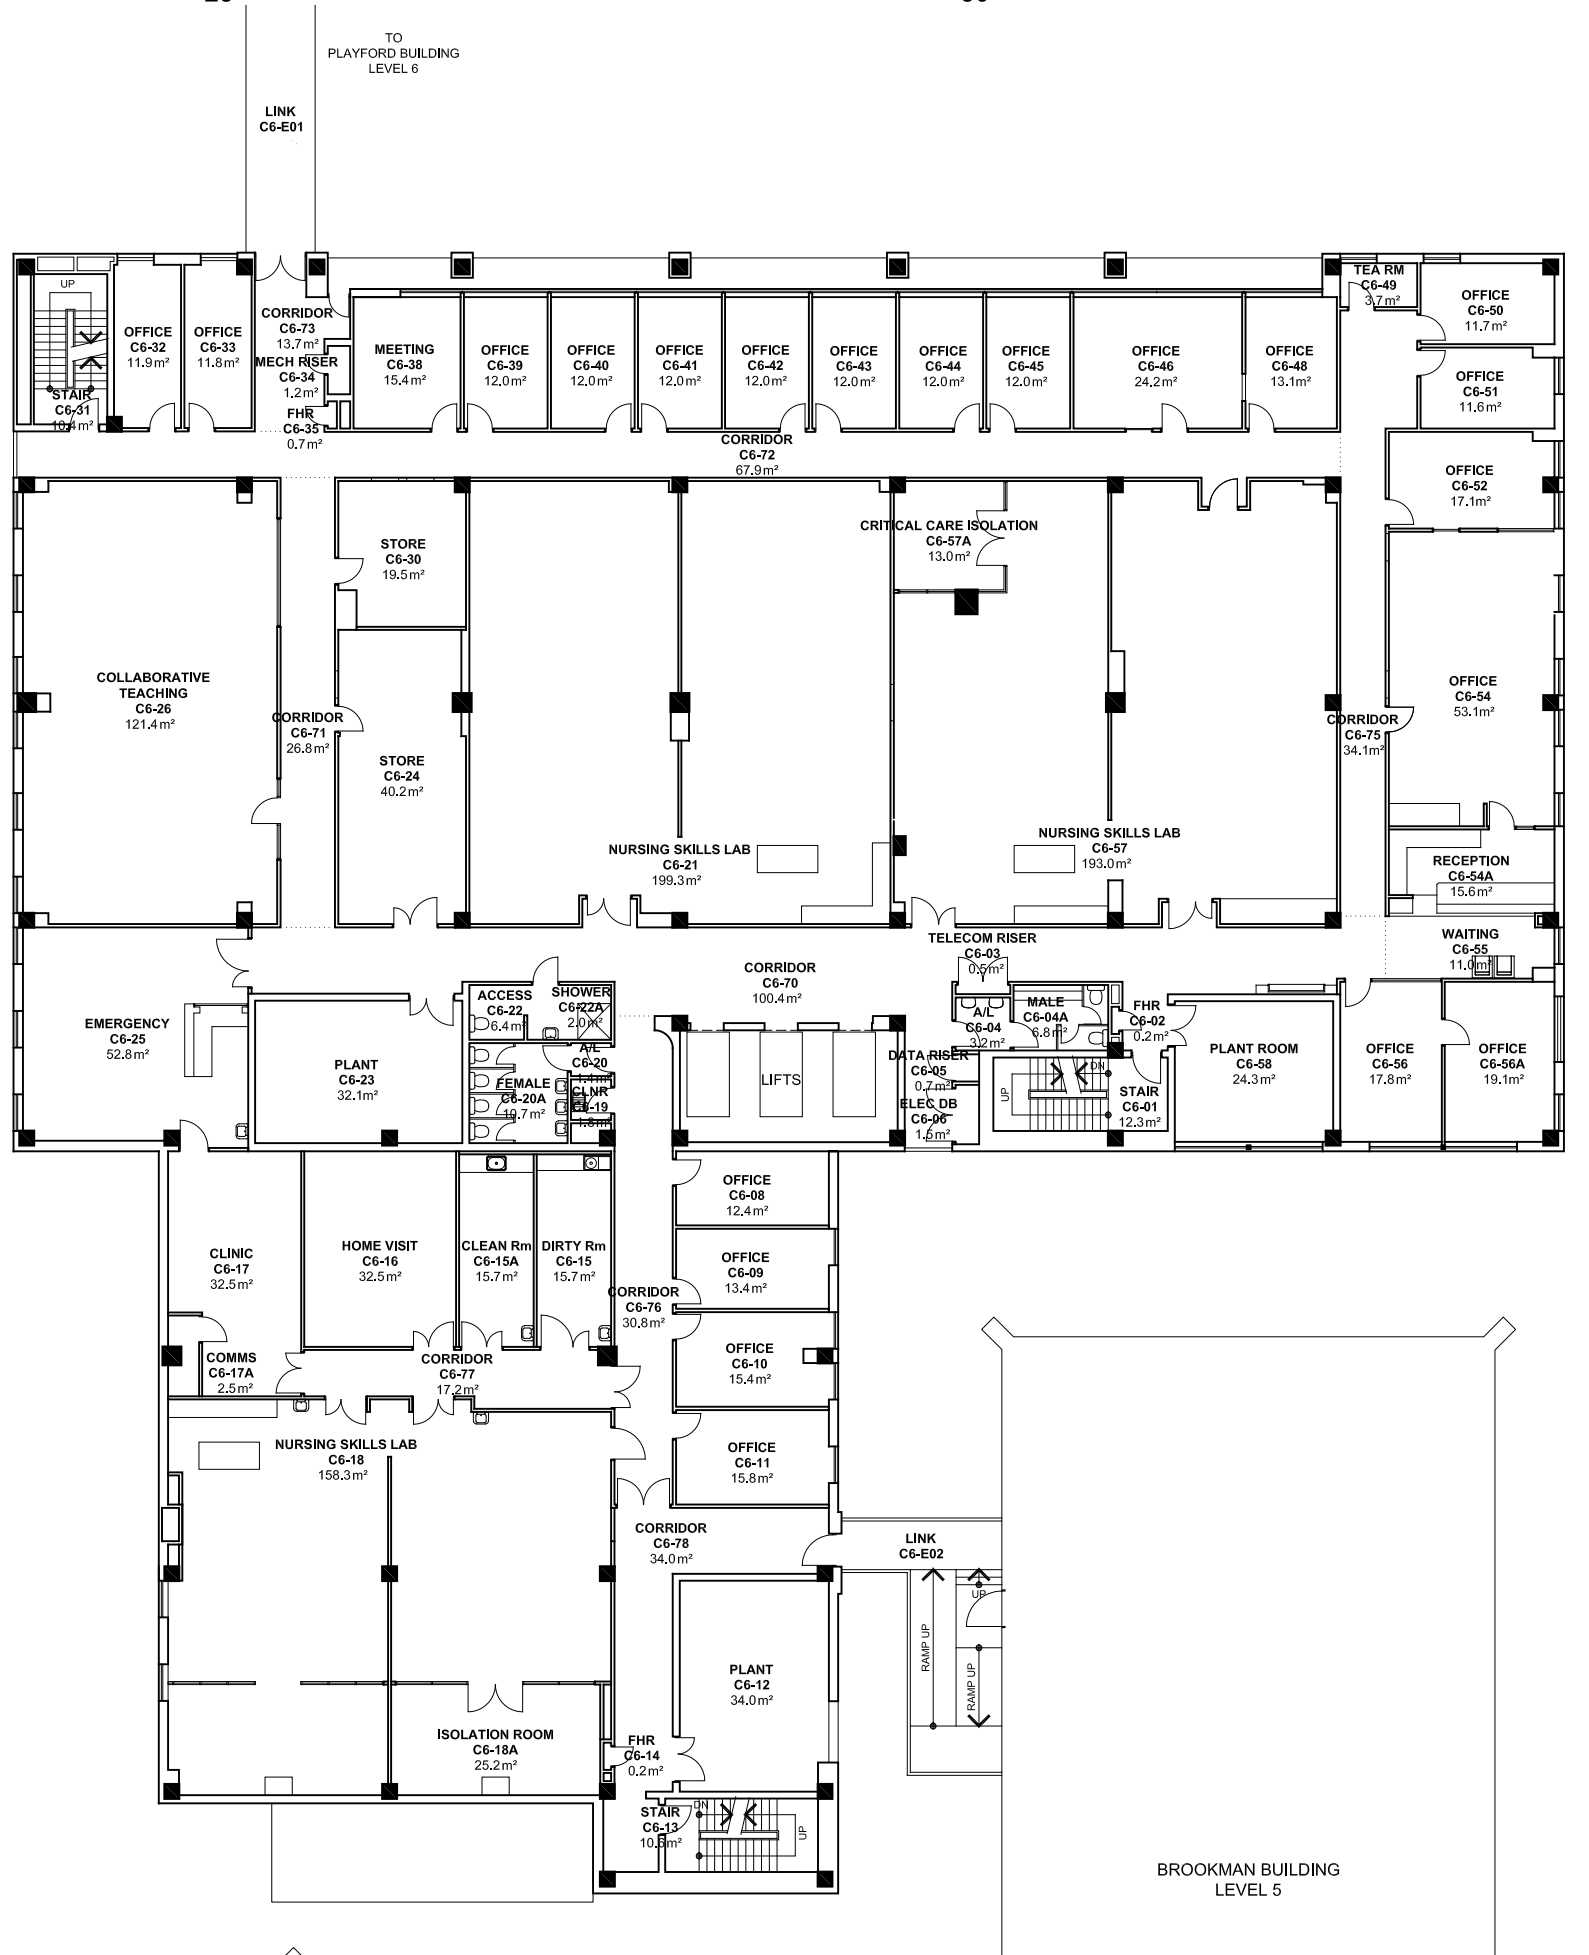 TO
PLAYFORD BUILDING
LEVEL 6
LINK
C6-E01
UP
STAIR
C6-31
10.4m²
OFFICE
C6-32
11.9m²
OFFICE
C6-33
11.8m²
CORRIDOR
C6-73
13.7m²
MECH RISER
C6-34
1.2m²
FHR
C6-35
0.7m²
MEETING
C6-38
15.4m²
OFFICE
C6-39
12.0m²
OFFICE
C6-40
12.0m²
OFFICE
C6-41
12.0m²
OFFICE
C6-42
12.0m²
OFFICE
C6-43
12.0m²
OFFICE
C6-44
12.0m²
OFFICE
C6-45
12.0m²
OFFICE
C6-46
24.2m²
OFFICE
C6-48
13.1m²
TEA RM
C6-49
3.7m²
OFFICE
C6-50
11.7m²
OFFICE
C6-51
11.6m²
CORRIDOR
C6-72
67.9m²
OFFICE
C6-52
17.1m²
STORE
C6-30
19.5m²
CRITICAL CARE ISOLATION
C6-57A
13.0m²
COLLABORATIVE
TEACHING
C6-26
121.4m²
CORRIDOR
C6-71
26.8m²
STORE
C6-24
40.2m²
NURSING SKILLS LAB
C6-21
199.3m²
NURSING SKILLS LAB
C6-57
193.0m²
CORRIDOR
C6-75
34.1m²
OFFICE
C6-54
53.1m²
RECEPTION
C6-54A
15.6m²
WAITING
C6-55
11.0m²
TELECOM RISER
C6-03
0.5m²
CORRIDOR
C6-70
100.4m²
EMERGENCY
C6-25
52.8m²
PLANT
C6-23
32.1m²
ACCESS
C6-22
6.4m²
SHOWER
C6-22A
2.0m²
A/L
C6-20
1.4m²
FEMALE
C6-20A
10.7m²
CLNR
C6-19
1.8m²
LIFTS
DATA RISER
C6-05
0.7m²
ELEC DB
C6-06
1.5m²
A/L
C6-04
3.2m²
MALE
C6-04A
6.8m²
FHR
C6-02
0.2m²
UP
DN
STAIR
C6-01
12.3m²
PLANT ROOM
C6-58
24.3m²
OFFICE
C6-56
17.8m²
OFFICE
C6-56A
19.1m²
CLINIC
C6-17
32.5m²
HOME VISIT
C6-16
32.5m²
CLEAN Rm
C6-15A
15.7m²
DIRTY Rm
C6-15
15.7m²
CORRIDOR
C6-76
30.8m²
OFFICE
C6-08
12.4m²
OFFICE
C6-09
13.4m²
OFFICE
C6-10
15.4m²
OFFICE
C6-11
15.8m²
COMMS
C6-17A
2.5m²
CORRIDOR
C6-77
17.2m²
NURSING SKILLS LAB
C6-18
158.3m²
CORRIDOR
C6-78
34.0m²
LINK
C6-E02
UP
RAMP UP
RAMP UP
PLANT
C6-12
34.0m²
ISOLATION ROOM
C6-18A
25.2m²
FHR
C6-14
0.2m²
STAIR
C6-13
10.6m²
DN
UP
BROOKMAN BUILDING
LEVEL 5